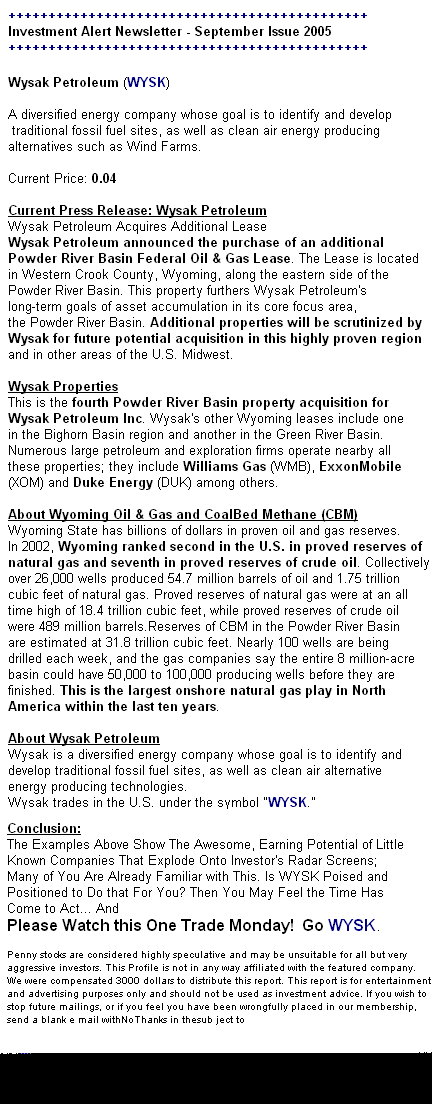 ++++++++++++++++++++++++++++++++++++++++++++++
Investment Alert Newsletter - September Issue 2005
++++++++++++++++++++++++++++++++++++++++++++++
Wysak Petroleum (WYSK)
A diversified energy company whose goal is to identify and develop
traditional fossil fuel sites, as well as clean air energy producing
alternatives such as Wind Farms.
Current Price: 0.04
Current Press Release: Wysak Petroleum
Wysak Petroleum Acquires Additional Lease
Wysak Petroleum announced the purchase of an additional
Powder River Basin Federal Oil & Gas Lease. The Lease is located
in Western Crook County, Wyoming, along the eastern side of the
Powder River Basin. This property furthers Wysak Petroleum's
long-term goals of asset accumulation in its core focus area,
the Powder River Basin. Additional properties will be scrutinized by
Wysak for future potential acquisition in this highly proven region
and in other areas of the U.S. Midwest.
Wysak Properties
This is the fourth Powder River Basin property acquisition for
Wysak Petroleum Inc. Wysak's other Wyoming leases include one
in the Bighorn Basin region and another in the Green River Basin.
Numerous large petroleum and exploration firms operate nearby all
these properties; they include Williams Gas (WMB), ExxonMobile
(XOM) and Duke Energy (DUK) among others.
About Wyoming Oil & Gas and CoalBed Methane (CBM)
Wyoming State has billions of dollars in proven oil and gas reserves.
In 2002, Wyoming ranked second in the U.S. in proved reserves of
natural gas and seventh in proved reserves of crude oil. Collectively
over 26,000 wells produced 54.7 million barrels of oil and 1.75 trillion
cubic feet of natural gas. Proved reserves of natural gas were at an all
time high of 18.4 trillion cubic feet, while proved reserves of crude oil
were 489 million barrels.Reserves of CBM in the Powder River Basin
are estimated at 31.8 trillion cubic feet. Nearly 100 wells are being
drilled each week, and the gas companies say the entire 8 million-acre
basin could have 50,000 to 100,000 producing wells before they are
finished. This is the largest onshore natural gas play in North
America within the last ten years.
About Wysak Petroleum
Wysak is a diversified energy company whose goal is to identify and
develop traditional fossil fuel sites, as well as clean air alternative
energy producing technologies.
Wysak trades in the U.S. under the symbol "WYSK."
Conclusion:
The Examples Above Show The Awesome, Earning Potential of Little
Known Companies That Explode Onto Investor's Radar Screens;
Many of You Are Already Familiar with This. Is WYSK Poised and
Positioned to Do that For You? Then You May Feel the Time Has
Come to Act... And
Please Watch this One Trade Monday! Go WYSK.
Penny stocks are considered highly speculative and may be unsuitable for all but very
aggressive investors. This Profile is not in any way affiliated with the featured company.
We were compensated 3000 dollars to distribute this report. This report is for entertainment
and advertising purposes only and should not be used as investment advice. If you wish to
stop future mailings, or if you feel you have been wrongfully placed in our membership,
send a blank e mail withNoThanks in thesub ject to